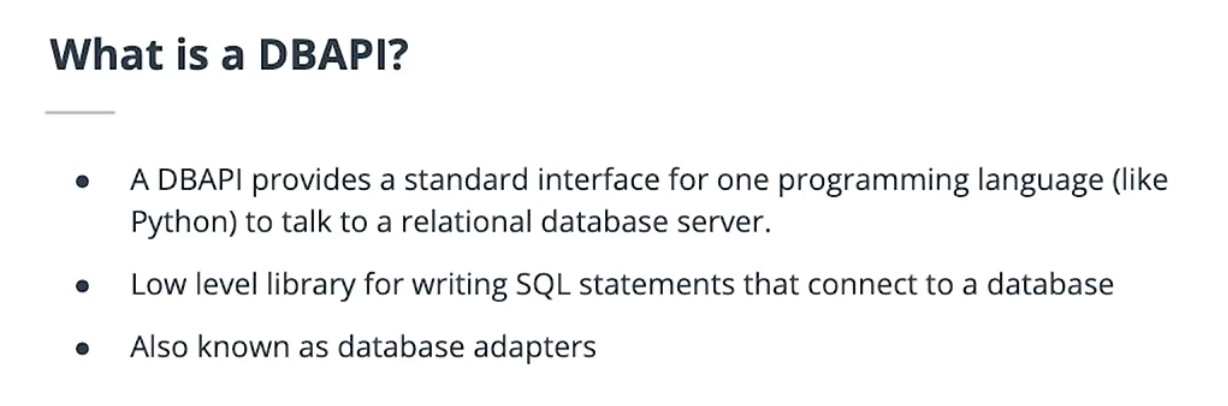 What is a DBAPI?
● A DBAPI provides a standard interface for one programming language (like
Python) to talk to a relational database server.
● Low level library for writing SQL statements that connect to a database
● Also known as database adapters